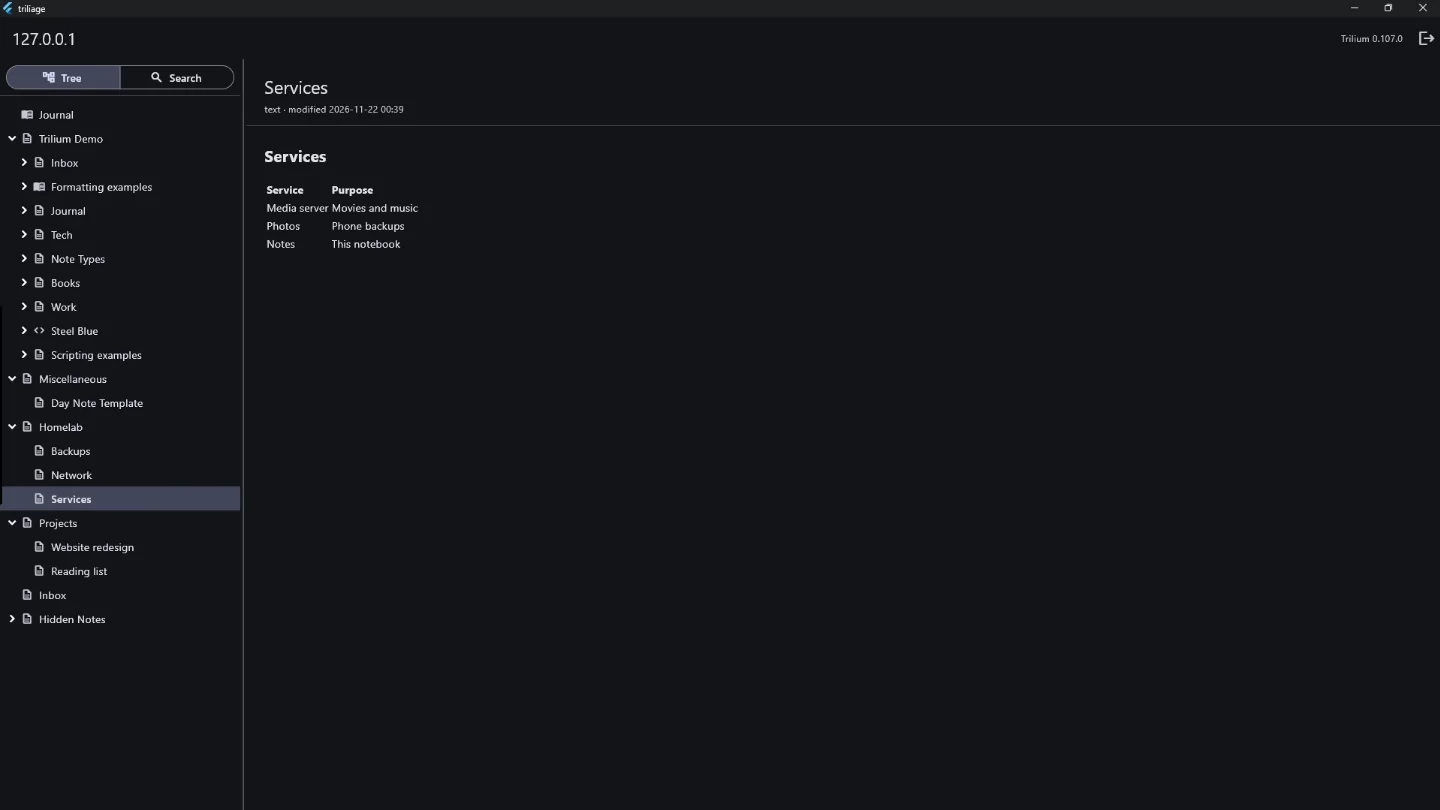 triliage
127.0.0.1
Trilium 0.107.0
Tree
Search
Journal
Trilium Demo
Inbox
Formatting examples
Journal
Tech
Note Types
Books
Work
Steel Blue
Scripting examples
Miscellaneous
Day Note Template
Homelab
Backups
Network
Services
Projects
Website redesign
Reading list
Inbox
Hidden Notes
Services
text · modified 2026-11-22 00:39
Services
Service Purpose
Media server Movies and music
Photos Phone backups
Notes This notebook